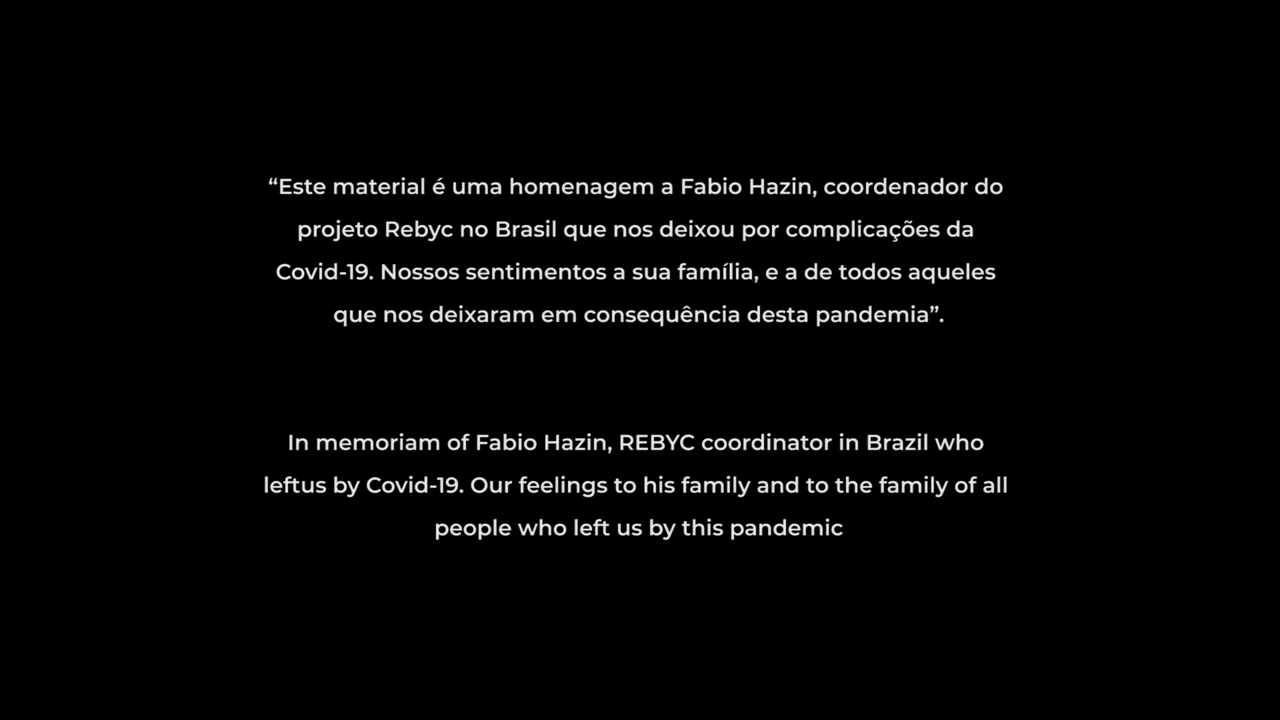 “Este material é uma homenagem a Fabio Hazin, coordenador do
projeto Rebyc no Brasil que nos deixou por complicações da
Covid-19. Nossos sentimentos a sua família, e a de todos aqueles
que nos deixaram em consequência desta pandemia”.
In memoriam of Fabio Hazin, REBYC coordinator in Brazil who
leftus by Covid-19. Our feelings to his family and to the family of all
people who left us by this pandemic